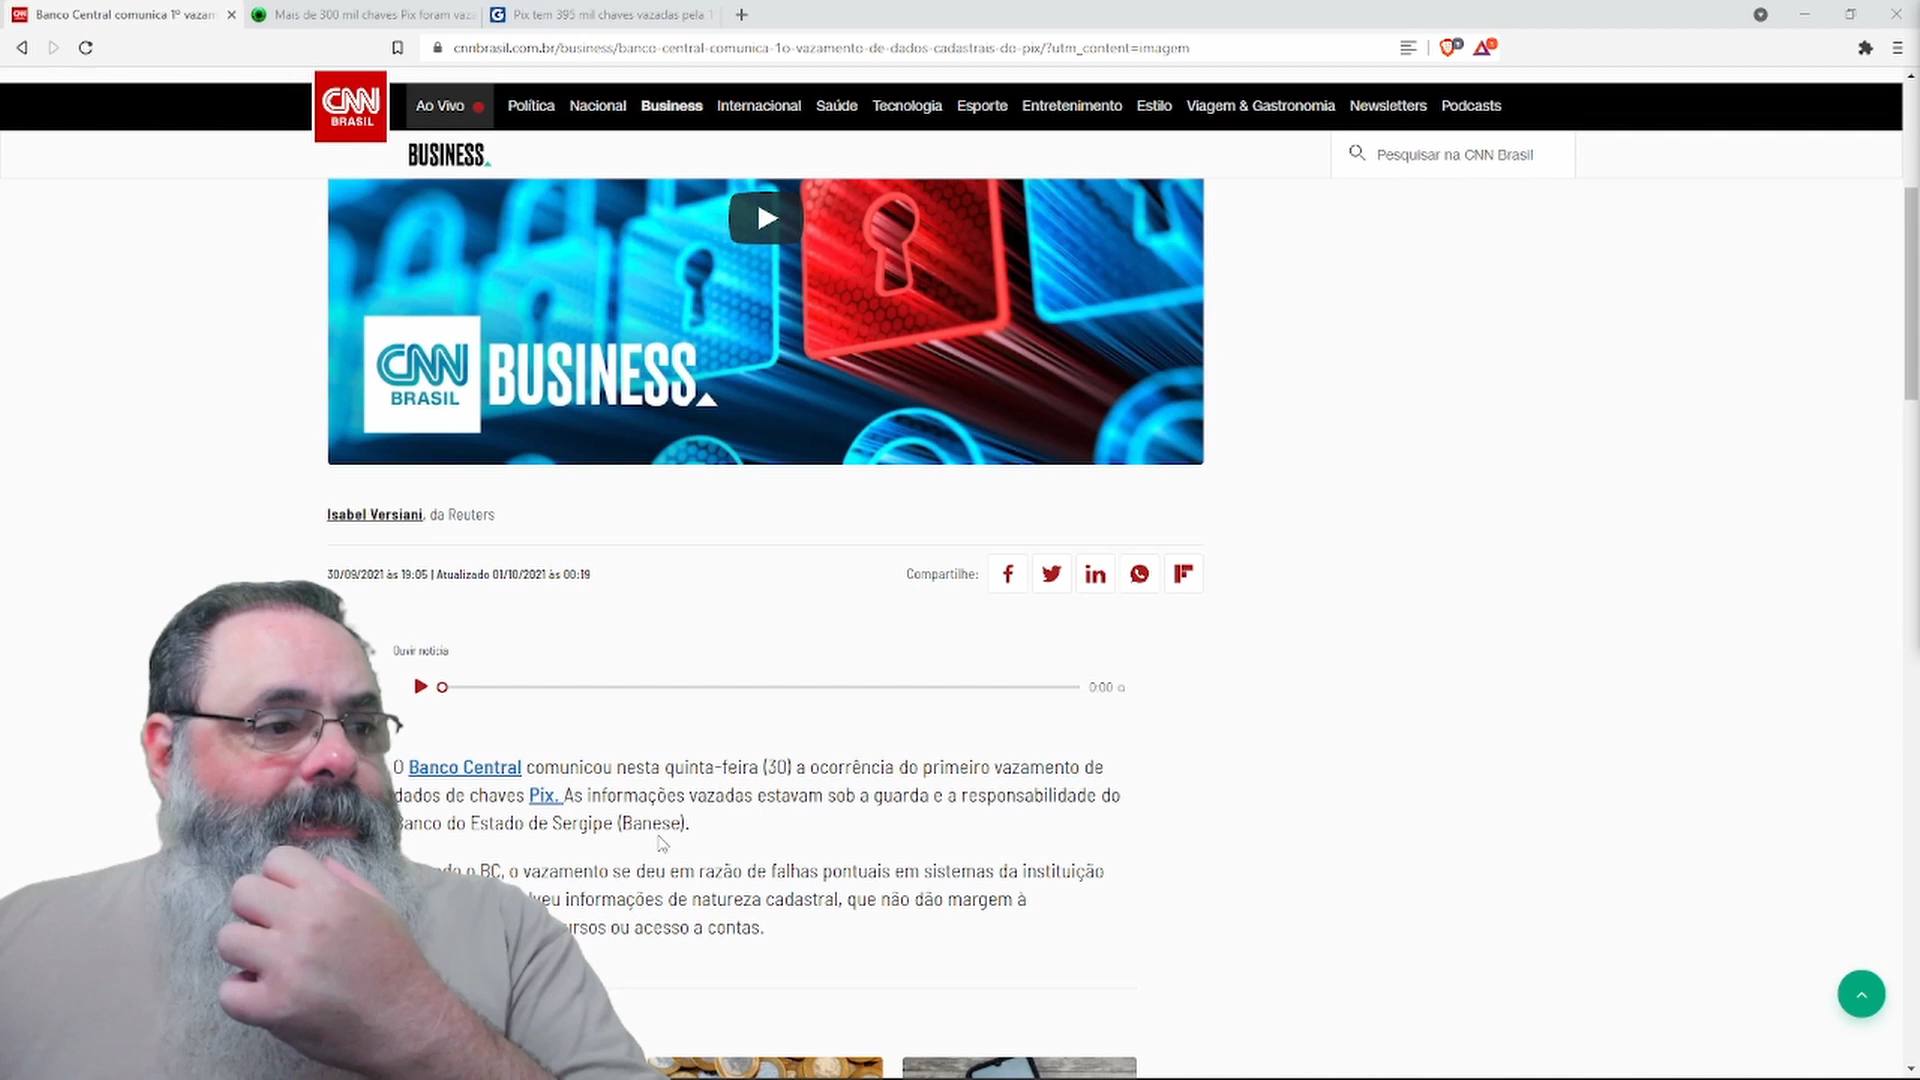 Banco Central comunica 1º vazam
Mais de 300 mil chaves Pix foram vaza
Pix tem 395 mil chaves vazadas pela
cnnbrasil.com.br/business/banco-central-comunica-1o-vazamento-de-dados-cadastrais-do-pix/?utm_content=imagem
CNN BRASIL
Ao Vivo Política Nacional Business Internacional Saúde Tecnologia Esporte Entretenimento Estilo Viagem & Gastronomia Newsletters Podcasts
BUSINESS
Pesquisar na CNN Brasil
CNN BRASIL BUSINESS
Isabel Versiani, da Reuters
30/09/2021 às 19:05 | Atualizado 01/10/2021 às 00:19
Compartilhe:
Ouvir notícia
0:00
O Banco Central comunicou nesta quinta-feira (30) a ocorrência do primeiro vazamento de
dados de chaves Pix. As informações vazadas estavam sob a guarda e a responsabilidade do
Banco do Estado de Sergipe (Banese).
o BC, o vazamento se deu em razão de falhas pontuais em sistemas da instituição
informações de natureza cadastral, que não dão margem à
ou acesso a contas.